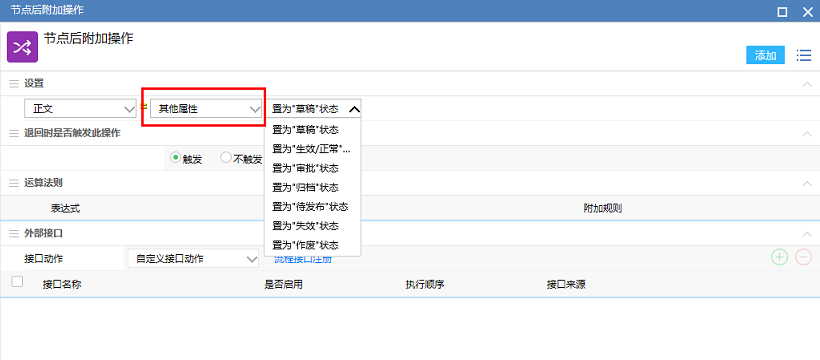 节点后附加操作
节点后附加操作
添加
设置
正文 = 其他属性 置为"草稿"状态
置为"草稿"状态
退回时是否触发此操作
置为"生效/正常"...
触发 不触发
置为"审批"状态
运算法则
置为"归档"状态
表达式 附加规则
置为"待发布"状态
置为"失效"状态
外部接口
置为"作废"状态
接口动作 自定义接口动作 流程接口注册
接口名称 是否启用 执行顺序 接口来源